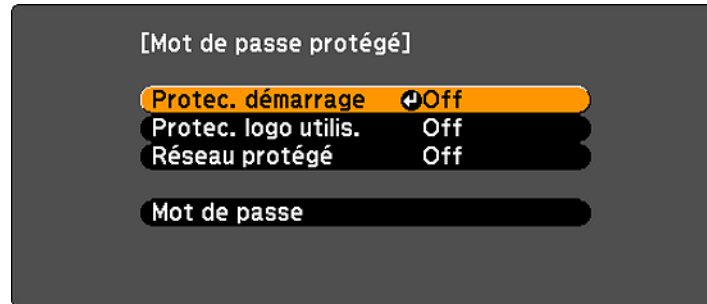 [Mot de passe protégé]
Protec. démarrage Off
Protec. logo utilis. Off
Réseau protégé Off
Mot de passe